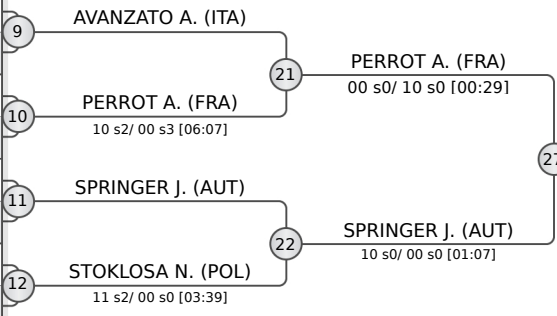 AVANZATO A. (ITA)
9
21
PERROT A. (FRA)
00 s0/ 10 s0 [00:29]
PERROT A. (FRA)
10
10 s2/ 00 s3 [06:07]
27
SPRINGER J. (AUT)
11
22
SPRINGER J. (AUT)
10 s0/ 00 s0 [01:07]
STOKLOSA N. (POL)
12
11 s2/ 00 s0 [03:39]